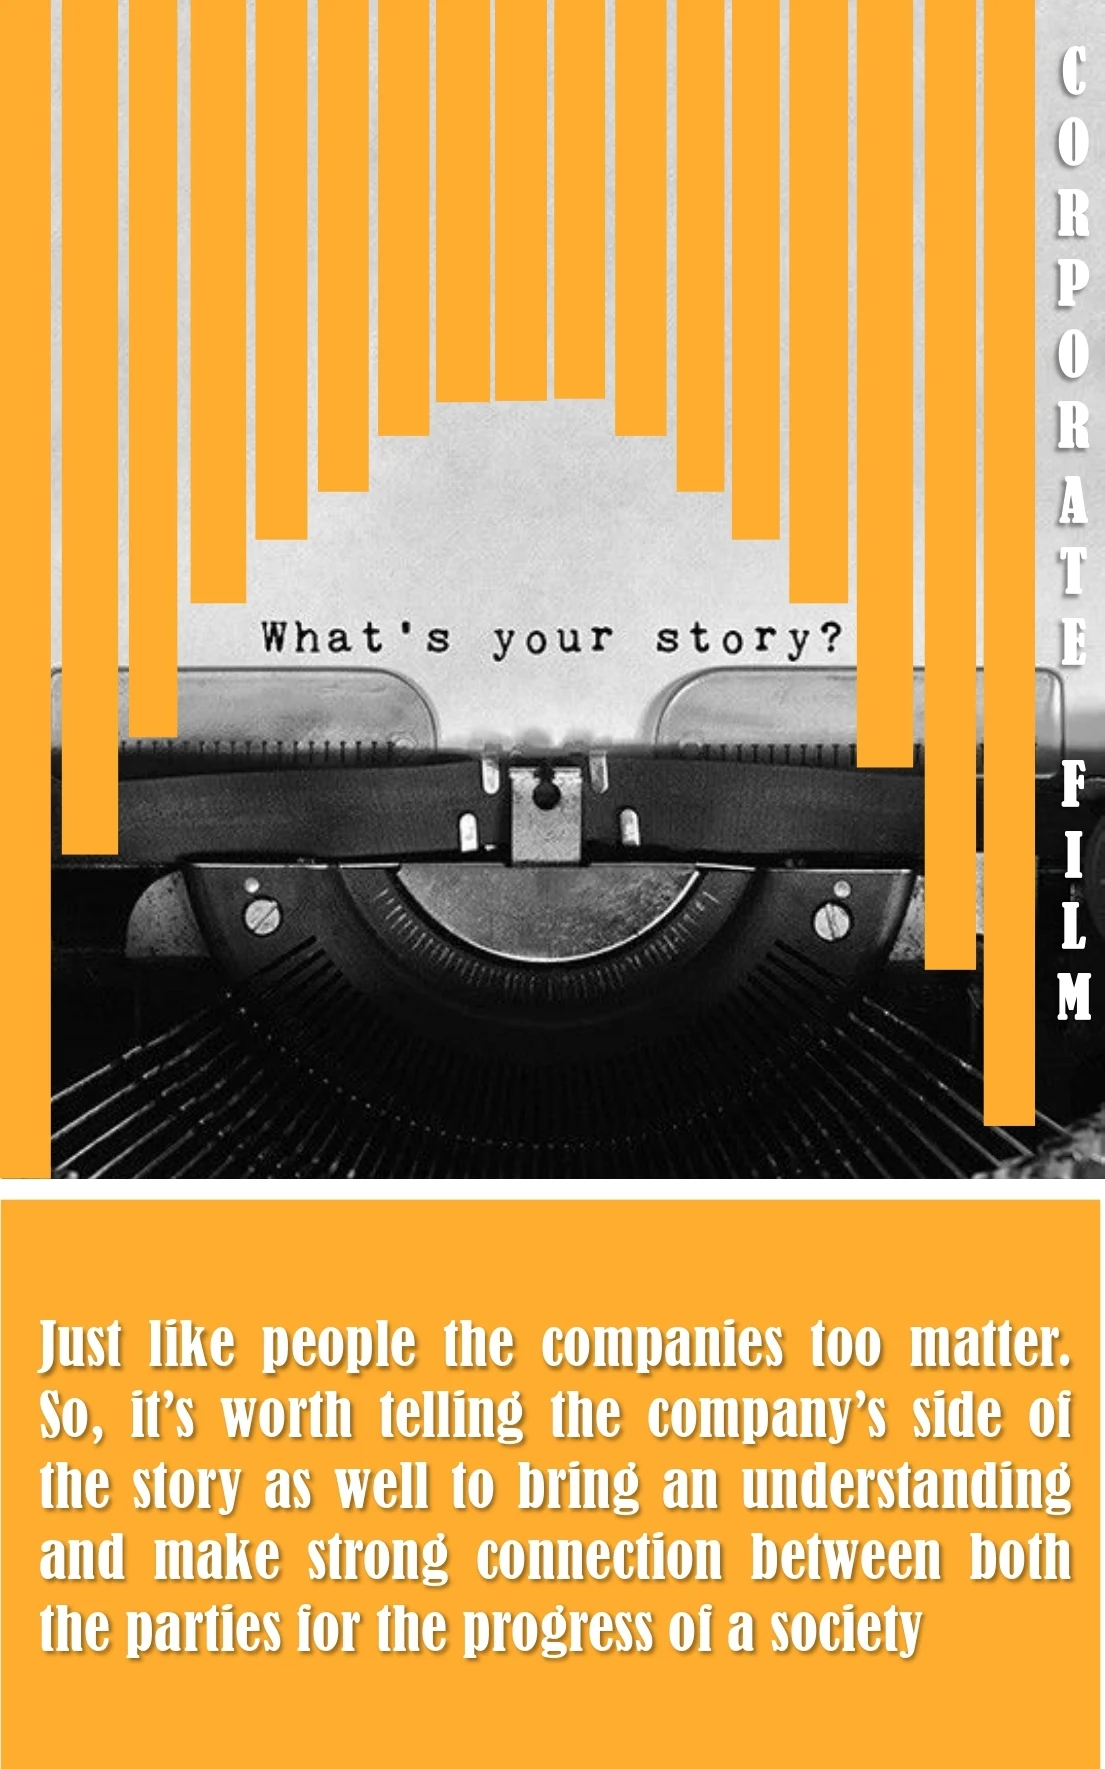 CORPORATE FILM
What's your story?
Just like people the companies too matter.
So, it’s worth telling the company’s side of
the story as well to bring an understanding
and make strong connection between both
the parties for the progress of a society